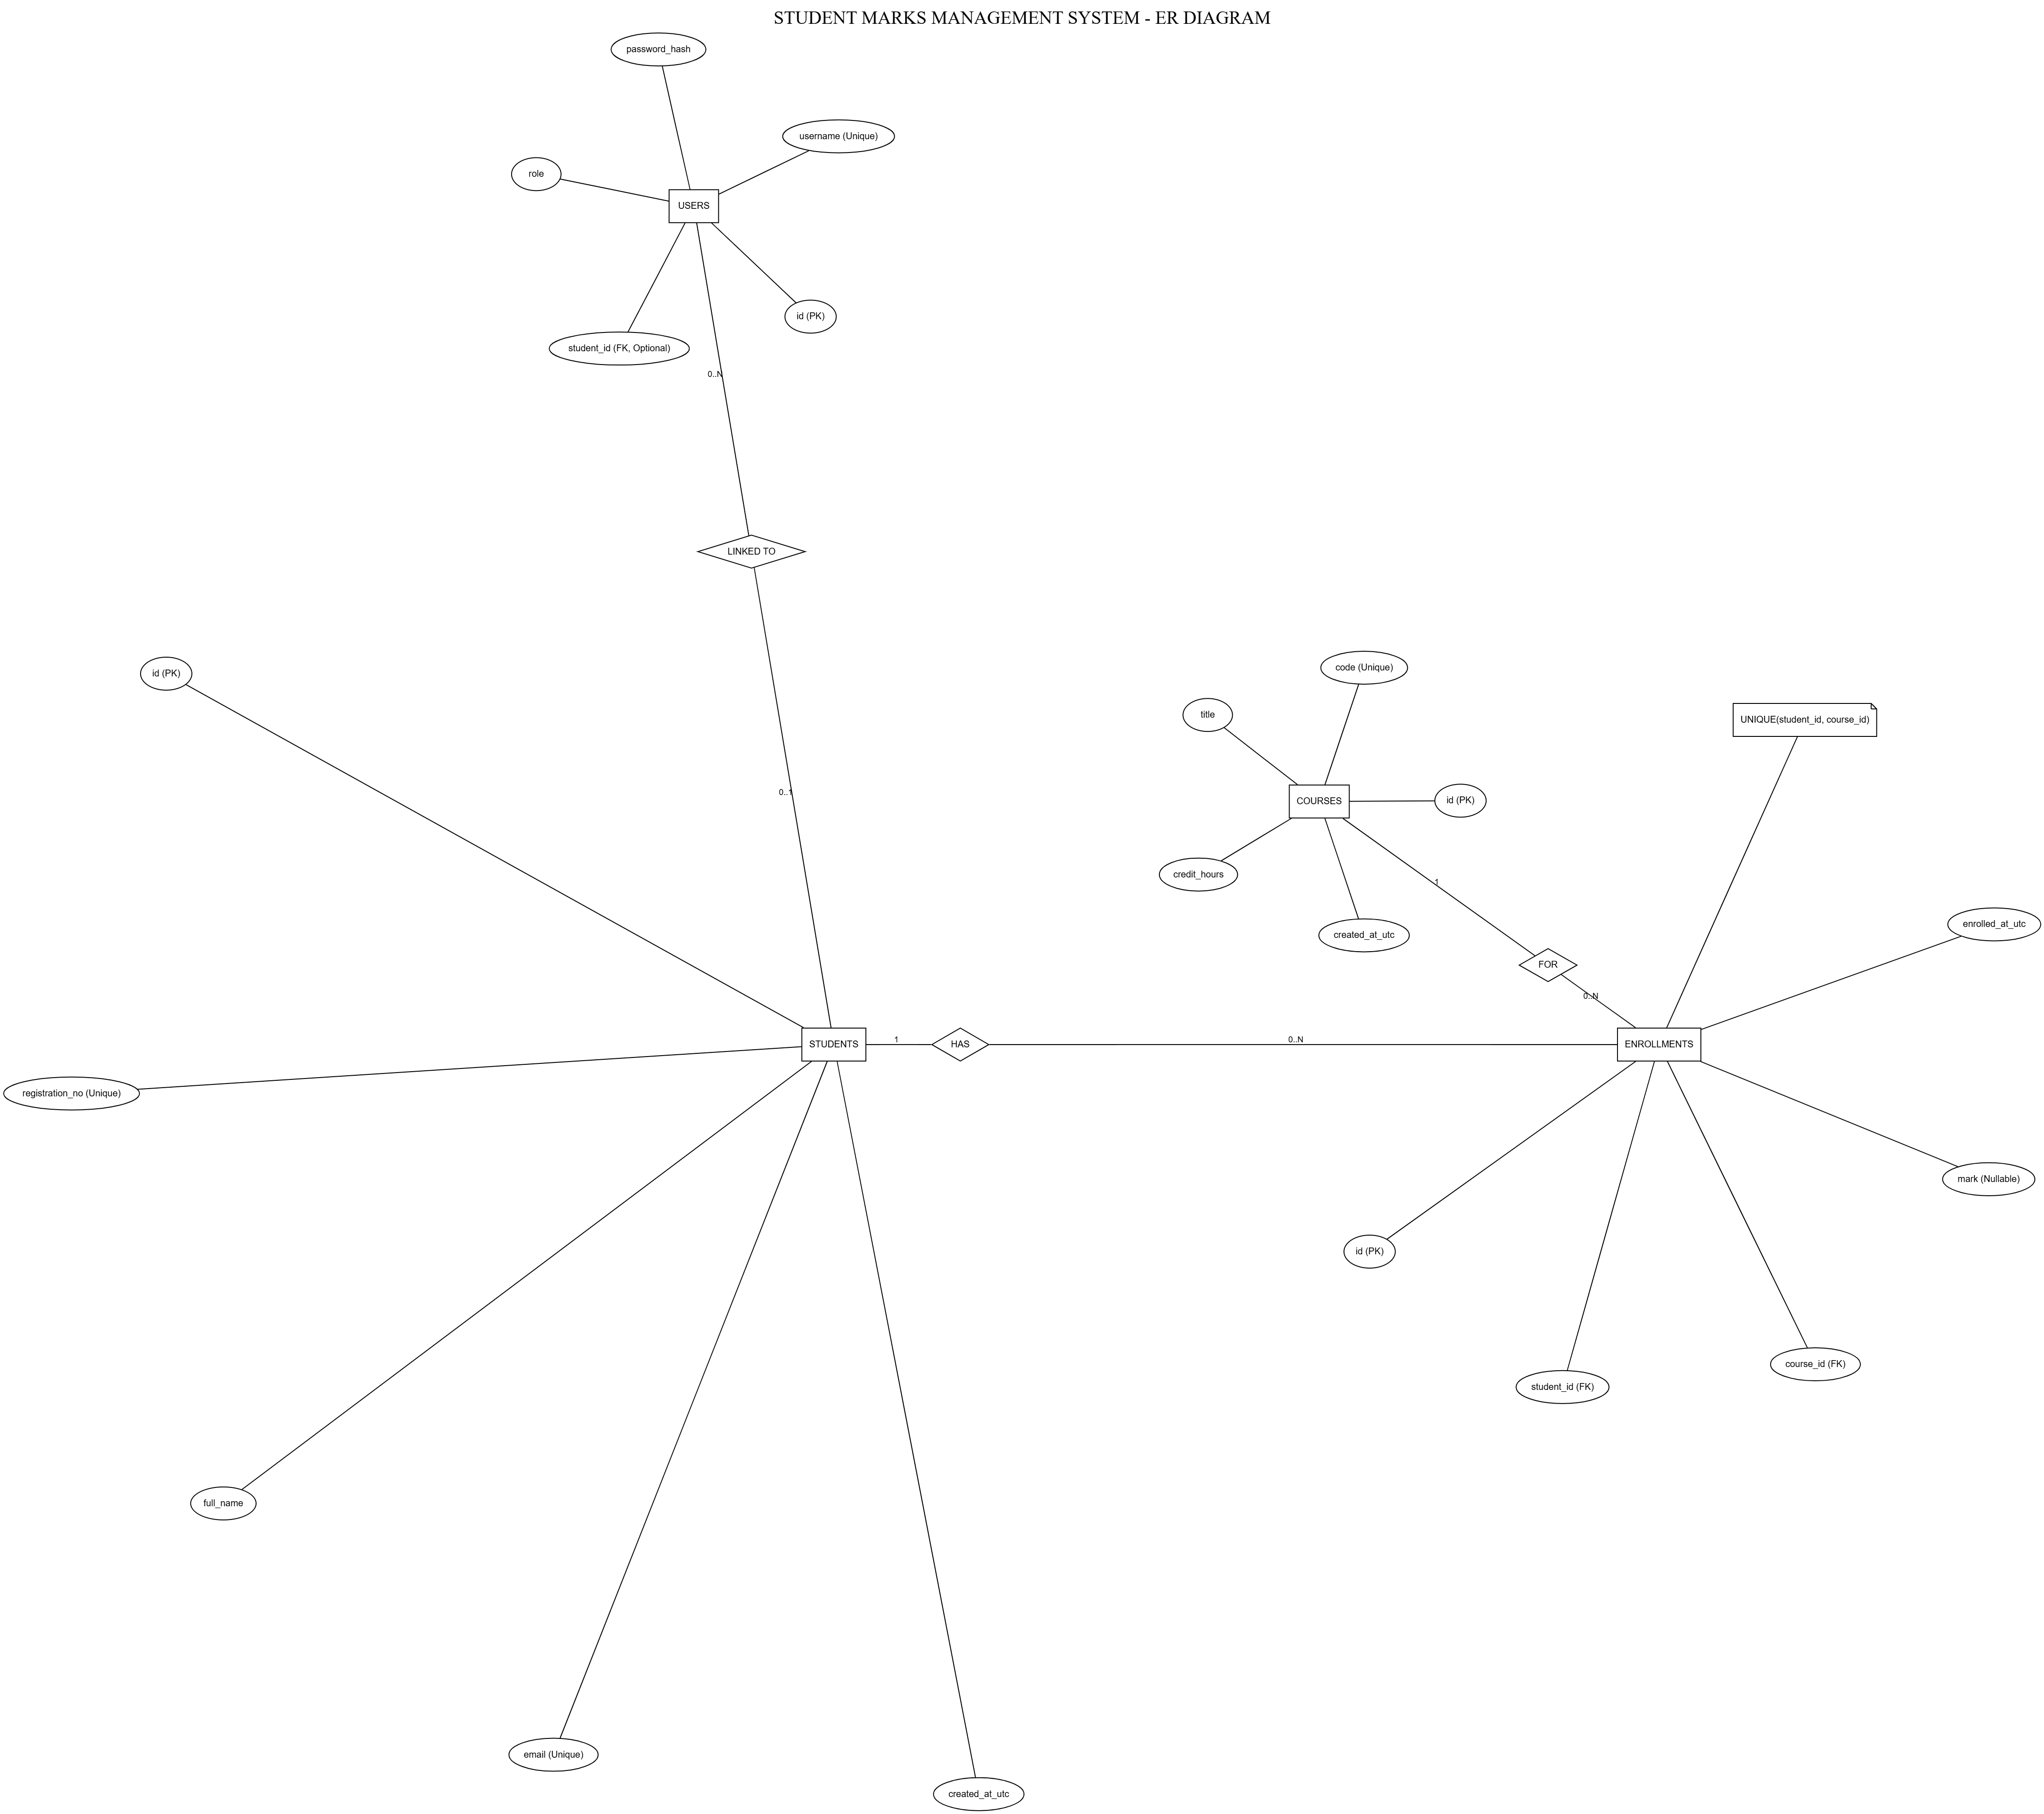 STUDENT MARKS MANAGEMENT SYSTEM - ER DIAGRAM
password_hash
username (Unique)
role
USERS
id (PK)
student_id (FK, Optional)
0..N
LINKED TO
0..1
id (PK)
registration_no (Unique)
STUDENTS
full_name
email (Unique)
created_at_utc
1
HAS
0..N
code (Unique)
title
COURSES
id (PK)
credit_hours
created_at_utc
1
FOR
0..N
UNIQUE(student_id, course_id)
enrolled_at_utc
ENROLLMENTS
mark (Nullable)
id (PK)
course_id (FK)
student_id (FK)